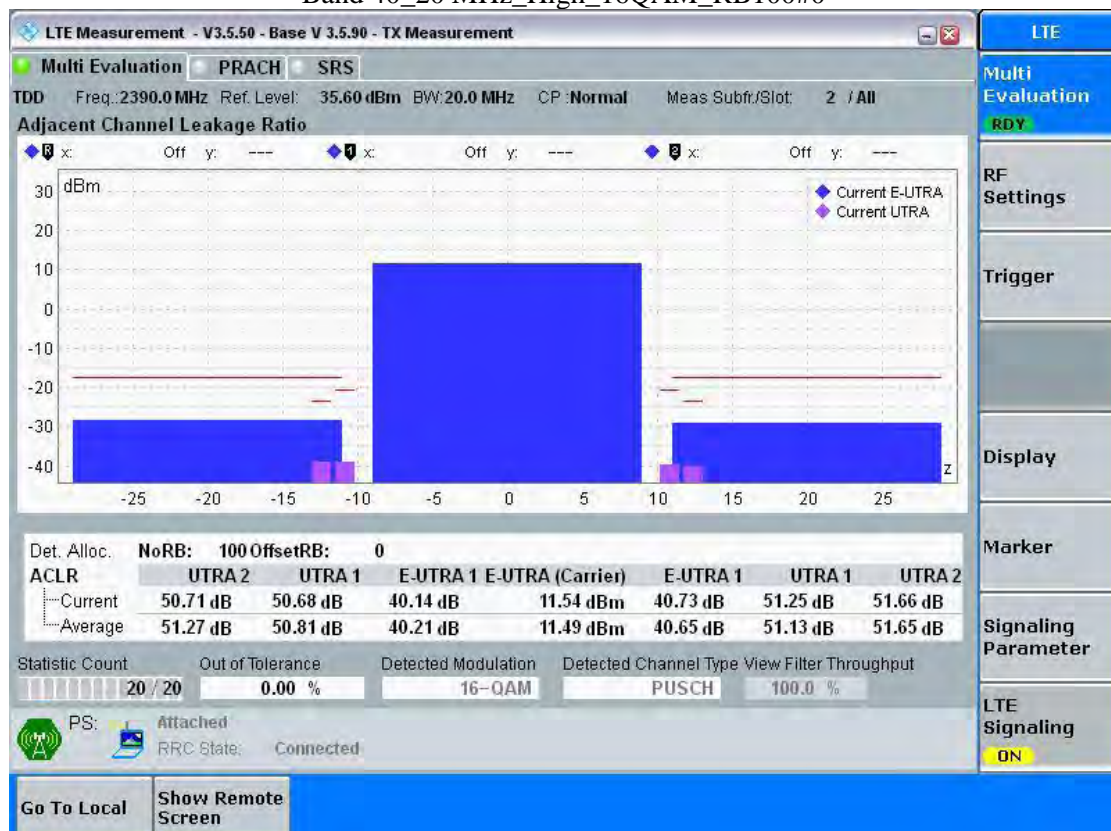 Band 40_20 MHz_High_16QAM_RB100#0
LTE Measurement - V3.5.50 - Base V 3.5.90 - TX Measurement
LTE
Multi Evaluation PRACH SRS
TDD Freq.:2390.0 MHz Ref. Level: 35.60 dBm BW:20.0 MHz CP :Normal Meas Subfr./Slot: 2 / All
Adjacent Channel Leakage Ratio
R x: Off y: --- 1 x: Off y: --- 2 x: Off y: ---
dBm
Current E-UTRA
Current UTRA
30
20
10
0
-10
-20
-30
-40
z
-25 -20 -15 -10 -5 0 5 10 15 20 25
Det. Alloc. NoRB: 100 OffsetRB: 0
ACLR UTRA 2 UTRA 1 E-UTRA 1 E-UTRA (Carrier) E-UTRA 1 UTRA 1 UTRA 2
Current 50.71 dB 50.68 dB 40.14 dB 11.54 dBm 40.73 dB 51.25 dB 51.66 dB
Average 51.27 dB 50.81 dB 40.21 dB 11.49 dBm 40.65 dB 51.13 dB 51.65 dB
Statistic Count Out of Tolerance Detected Modulation Detected Channel Type View Filter Throughput
20 / 20 0.00 % 16-QAM PUSCH 100.0 %
PS: Attached
RRC State: Connected
Multi
Evaluation
RDY
RF
Settings
Trigger
Display
Marker
Signaling
Parameter
LTE
Signaling
ON
Go To Local
Show Remote
Screen